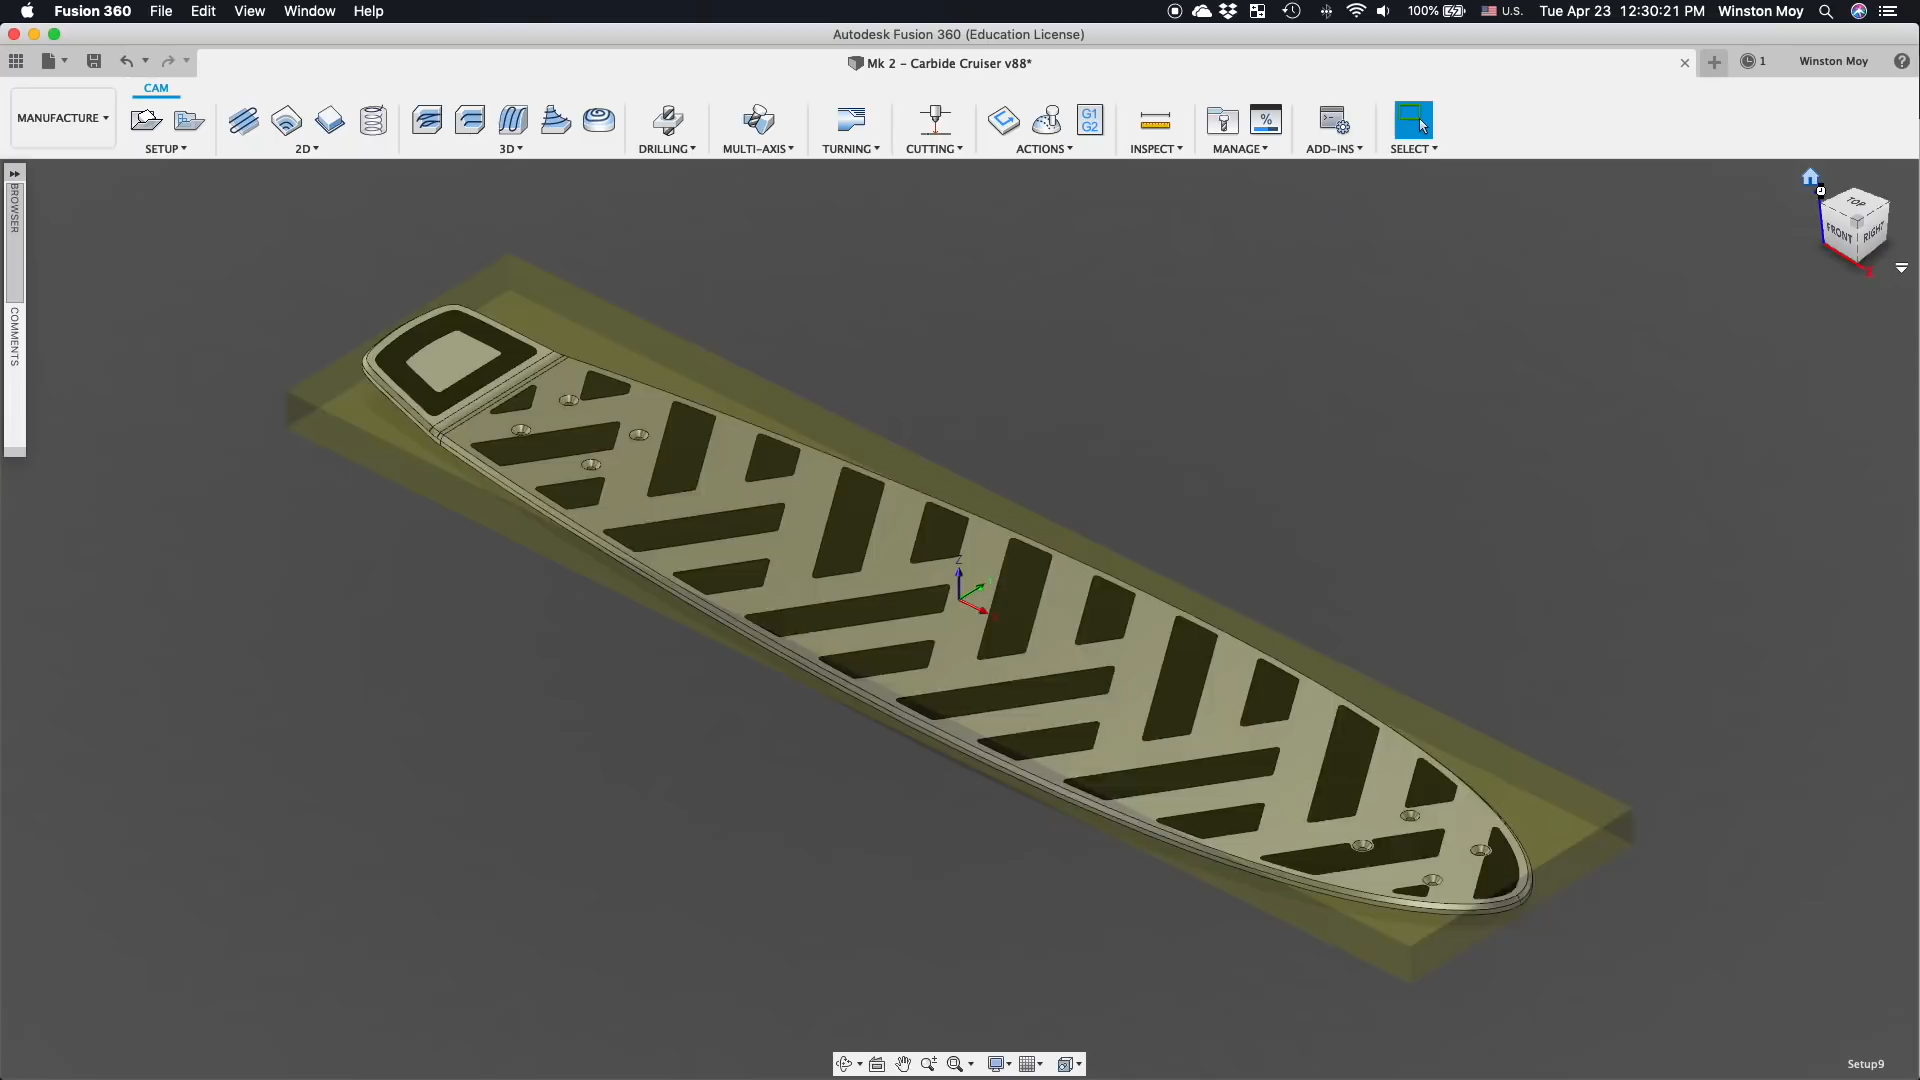 Fusion 360 File Edit View Window Help 100% U.S. Tue Apr 23 12:30:21 PM Winston Moy
Autodesk Fusion 360 (Education License)
Mk 2 – Carbide Cruiser v88* 1 Winston Moy
CAM
MANUFACTURE
G1
G2
%
SETUP 2D 3D DRILLING MULTI-AXIS TURNING CUTTING ACTIONS INSPECT MANAGE ADD-INS SELECT
BROWSER
COMMENTS
TOP
FRONT RIGHT
Z
Setup9